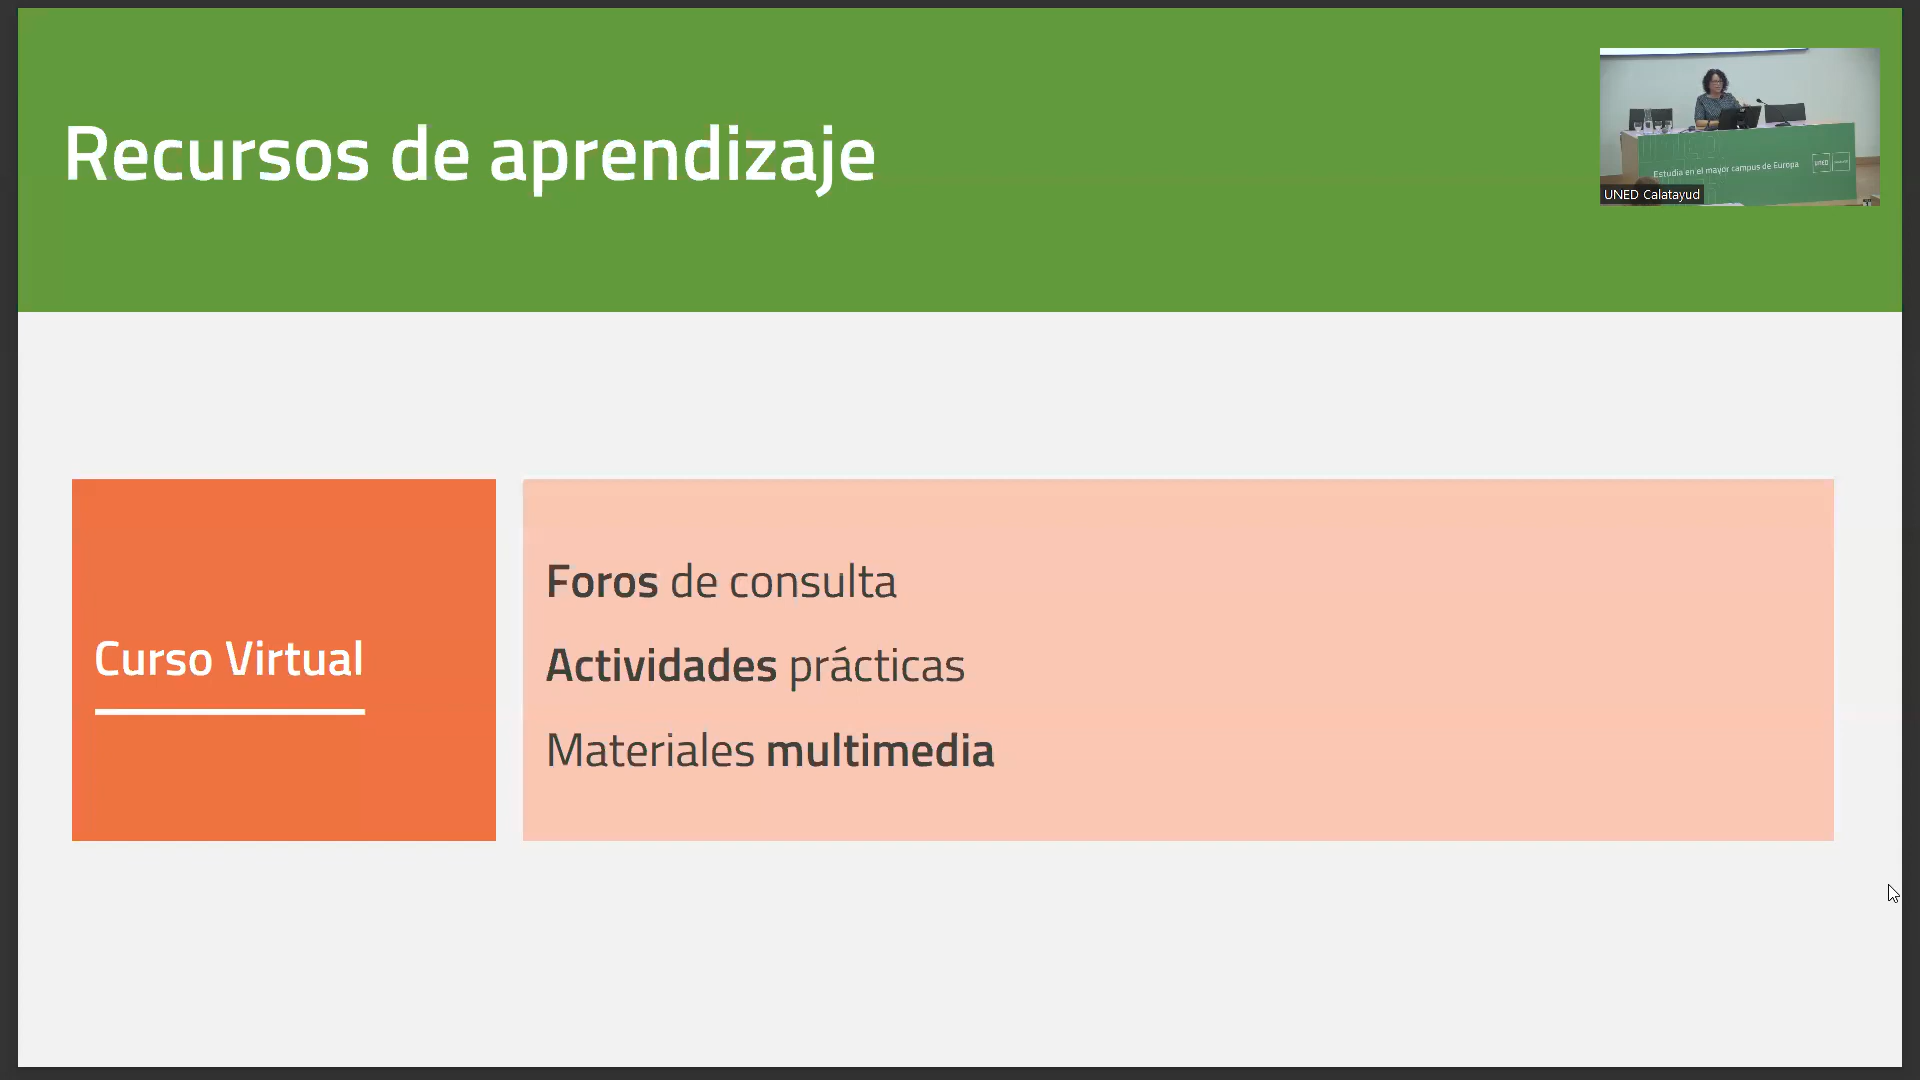 Recursos de aprendizaje
Estudia en el mayor campus de Europa
UNED
UNED Calatayud
Curso Virtual
Foros de consulta
Actividades prácticas
Materiales multimedia